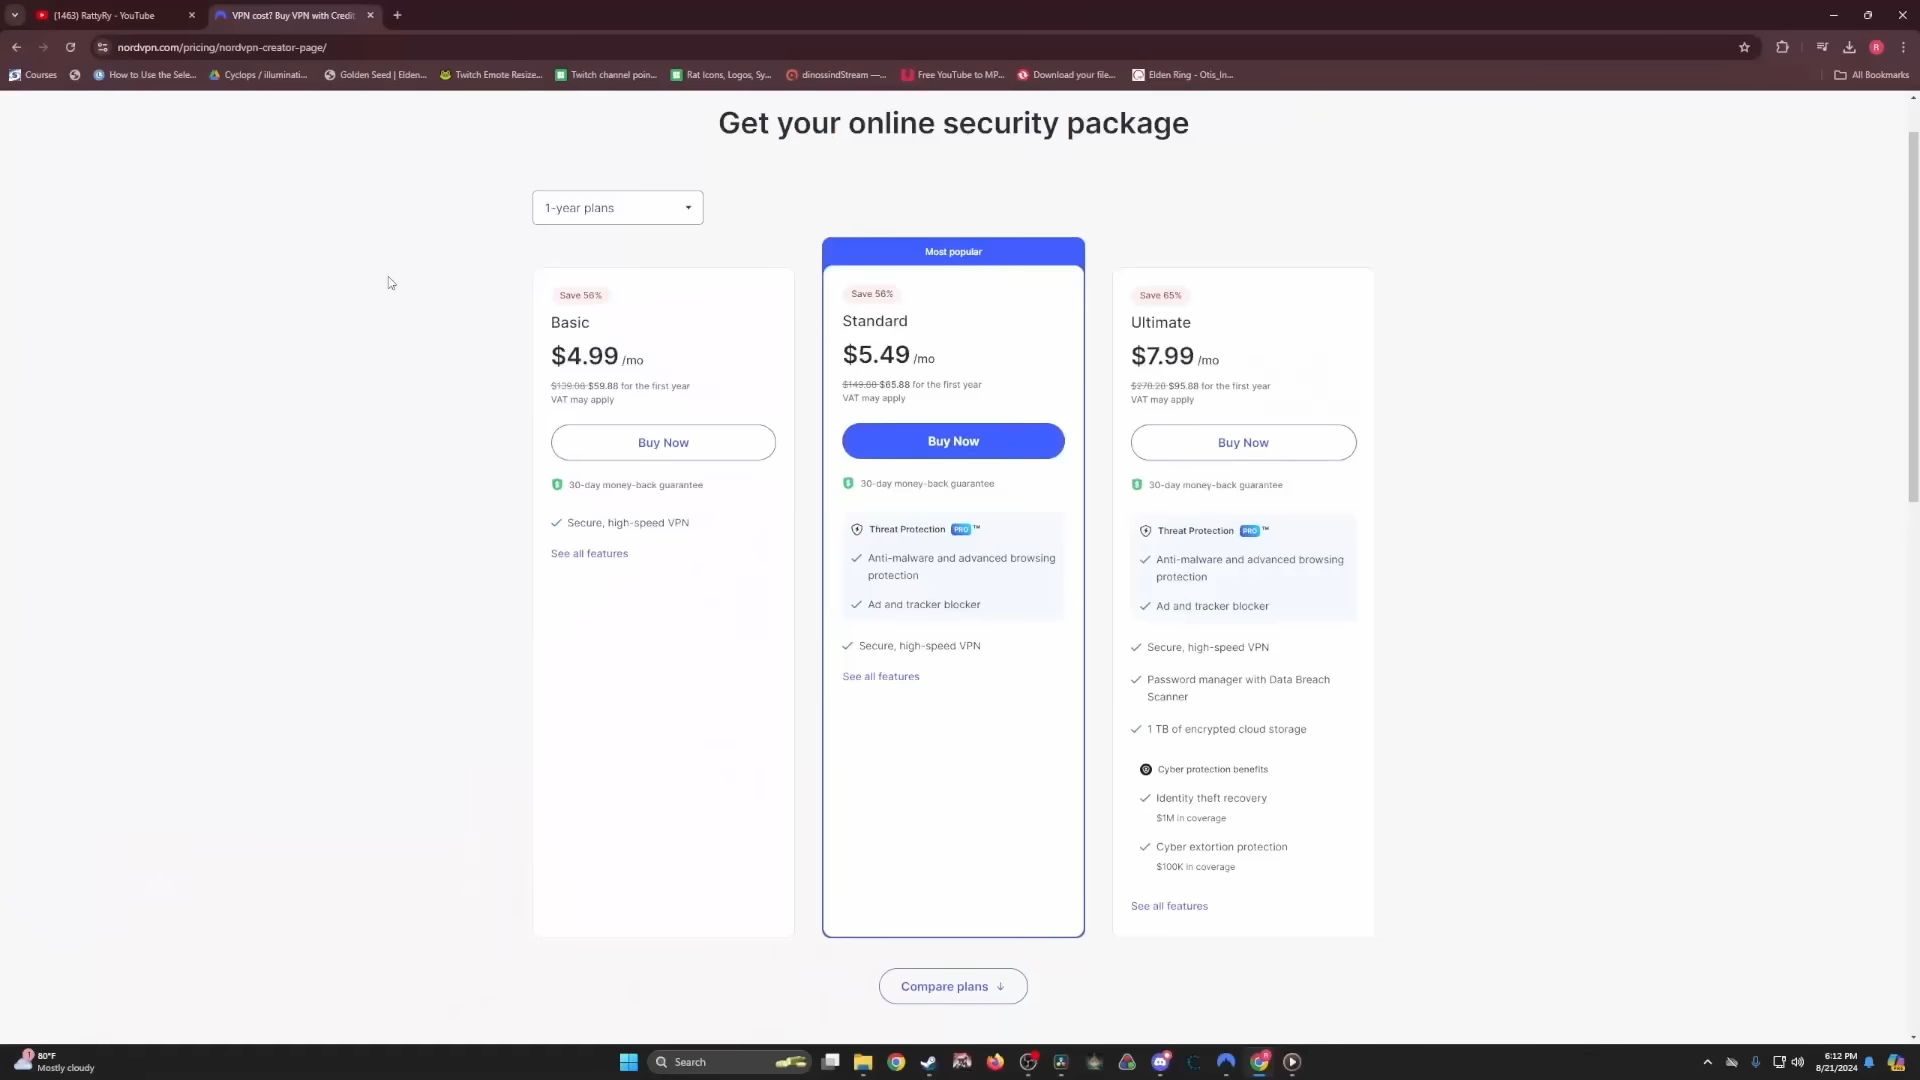 (1463) RattyRy - YouTube
VPN cost? Buy VPN with Credit
nordvpn.com/pricing/nordvpn-creator-page/
Courses
How to Use the Sele...
Cyclops / illuminati...
Golden Seed | Elden...
Twitch Emote Resize...
Twitch channel poin...
Rat Icons, Logos, Sy...
dinossindStream —...
Free YouTube to MP...
Download your file...
Elden Ring - Otis_In...
All Bookmarks
Get your online security package
1-year plans
Most popular
Save 56%
Basic
$4.99 /mo
$139.08 $59.88 for the first year
VAT may apply
Buy Now
30-day money-back guarantee
Secure, high-speed VPN
See all features
Save 56%
Standard
$5.49 /mo
$149.88 $65.88 for the first year
VAT may apply
Buy Now
30-day money-back guarantee
Threat Protection PRO ™
Anti-malware and advanced browsing
protection
Ad and tracker blocker
Secure, high-speed VPN
See all features
Save 65%
Ultimate
$7.99 /mo
$278.28 $95.88 for the first year
VAT may apply
Buy Now
30-day money-back guarantee
Threat Protection PRO ™
Anti-malware and advanced browsing
protection
Ad and tracker blocker
Secure, high-speed VPN
Password manager with Data Breach
Scanner
1 TB of encrypted cloud storage
Cyber protection benefits
Identity theft recovery
$1M in coverage
Cyber extortion protection
$100K in coverage
See all features
Compare plans ↓
80°F
Mostly cloudy
Search
6:12 PM
8/21/2024